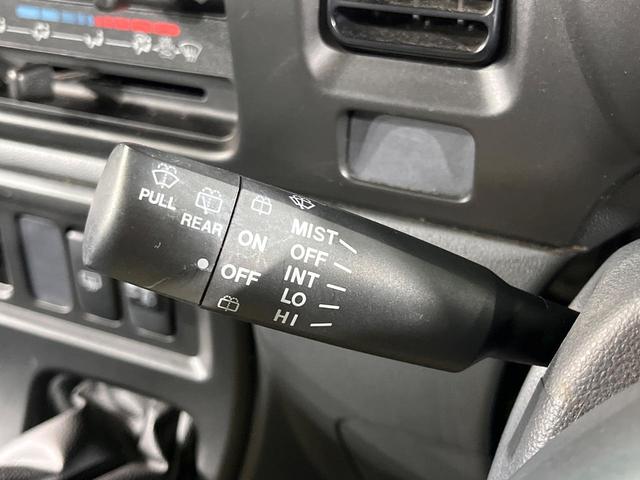 PULL
REAR
ON
OFF
MIST
OFF
INT
LO
HI